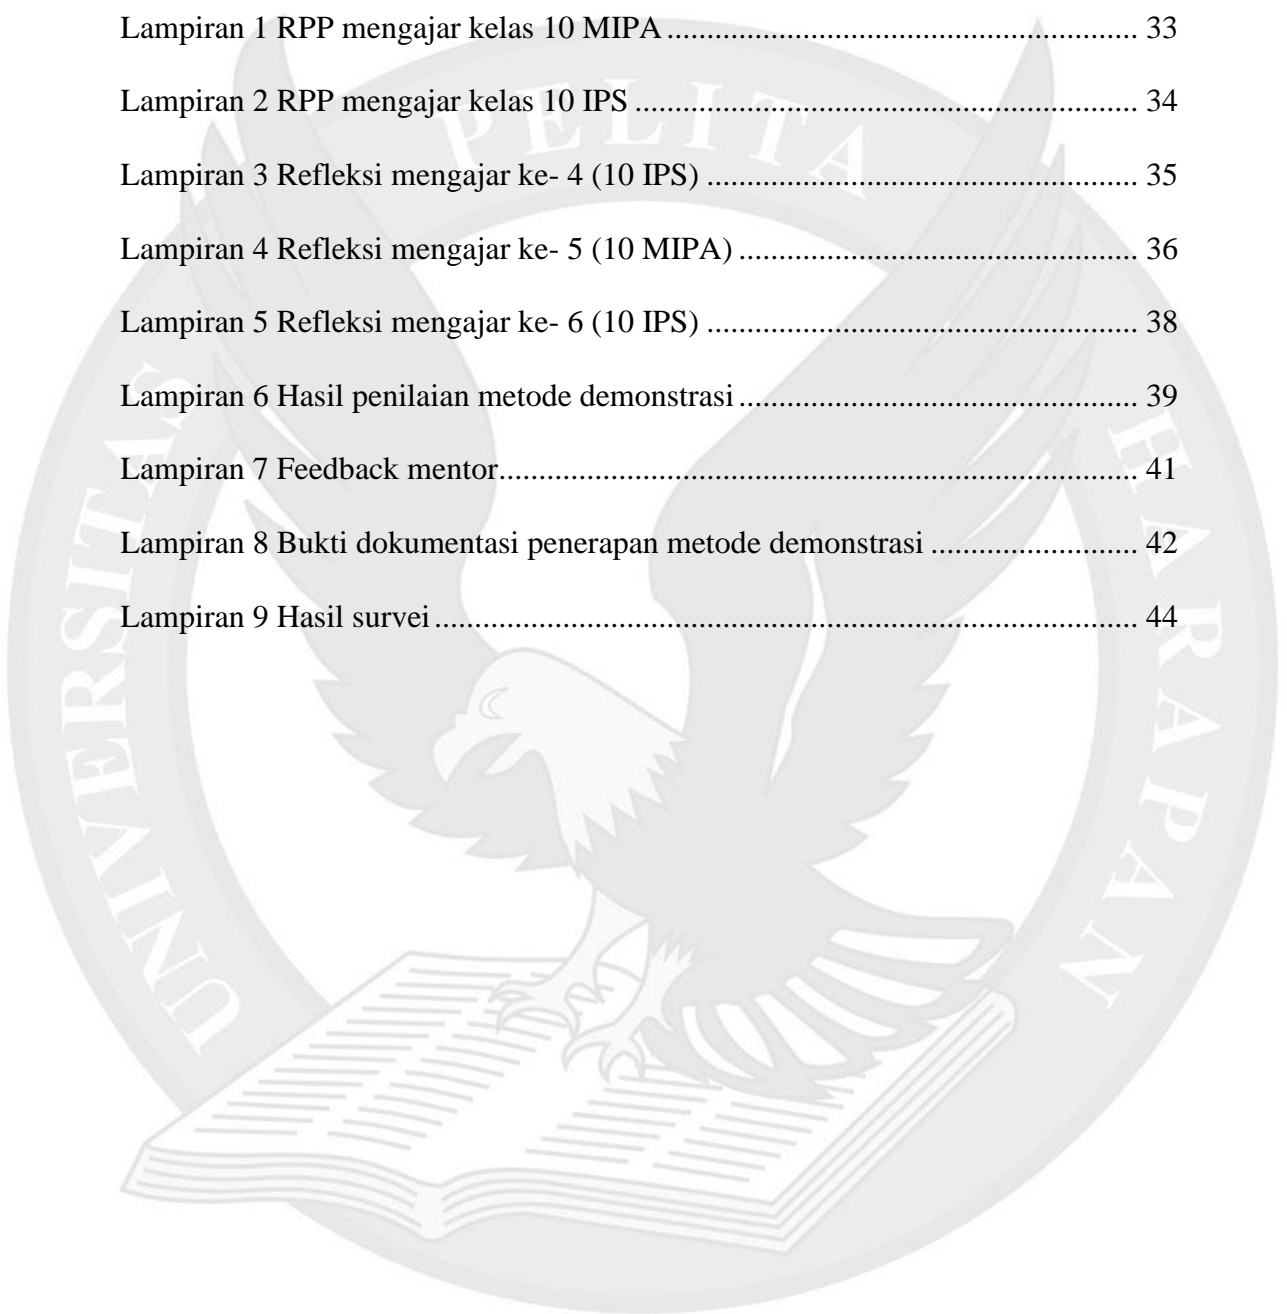 Lampiran 1 RPP mengajar kelas 10 MIPA ........................................................... 33
Lampiran 2 RPP mengajar kelas 10 IPS ............................................................... 34
Lampiran 3 Refleksi mengajar ke- 4 (10 IPS) ...................................................... 35
Lampiran 4 Refleksi mengajar ke- 5 (10 MIPA) .................................................. 36
Lampiran 5 Refleksi mengajar ke- 6 (10 IPS) ...................................................... 38
Lampiran 6 Hasil penilaian metode demonstrasi .................................................. 39
Lampiran 7 Feedback mentor................................................................................ 41
Lampiran 8 Bukti dokumentasi penerapan metode demonstrasi .......................... 42
Lampiran 9 Hasil survei ........................................................................................ 44
UNIVERSITAS PELITA HARAPAN